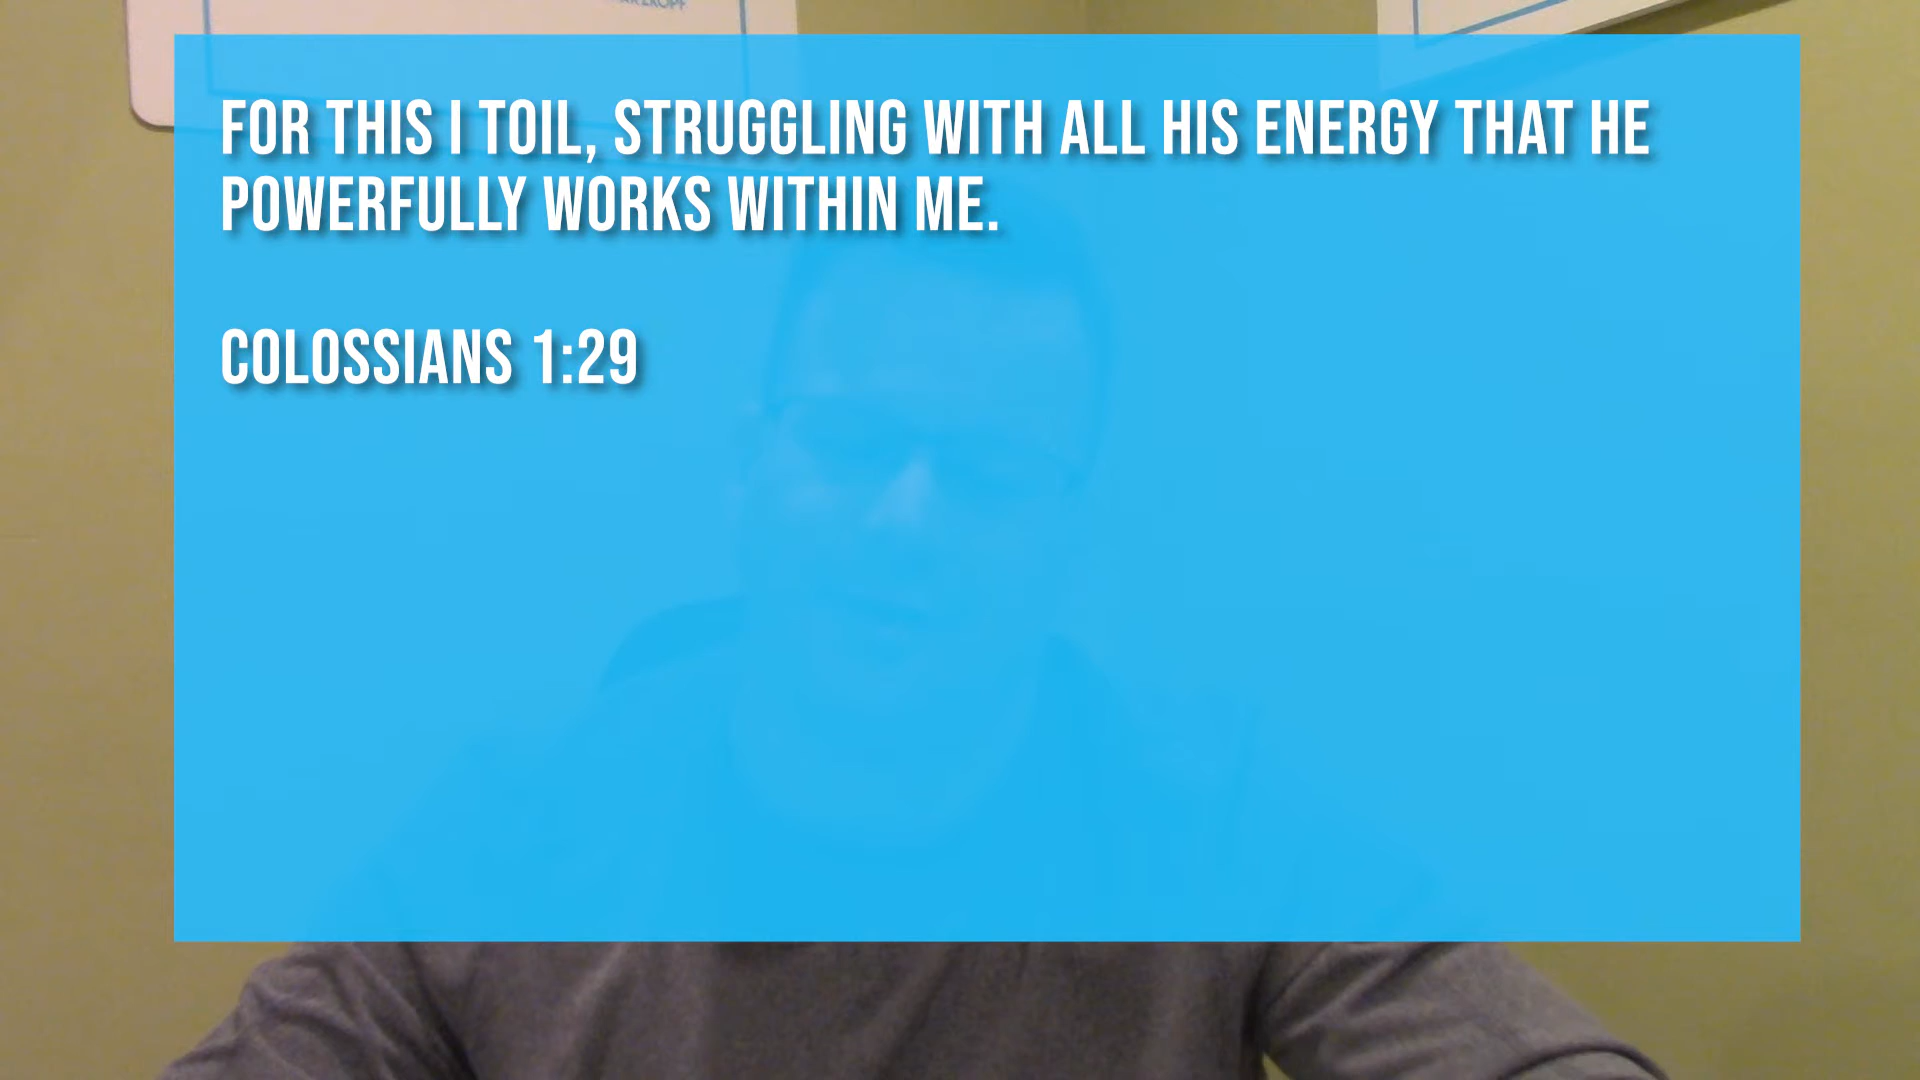 FOR THIS I TOIL, STRUGGLING WITH ALL HIS ENERGY THAT HE
POWERFULLY WORKS WITHIN ME.
COLOSSIANS 1:29